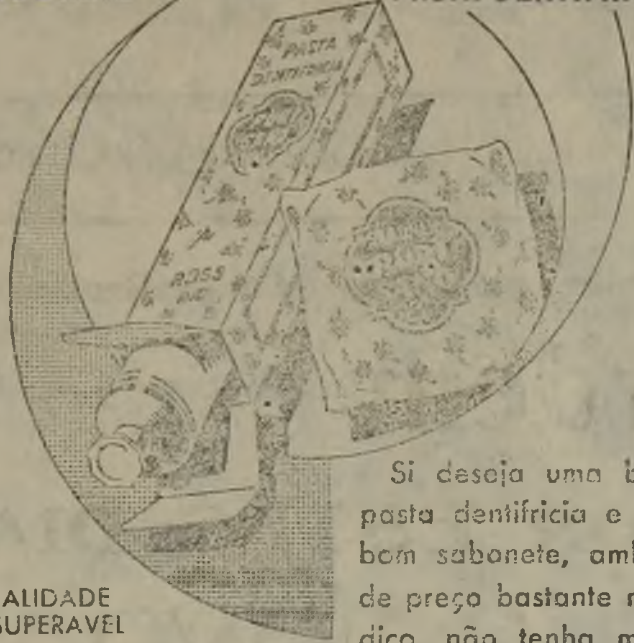 PASTA
DENTIFRICIA
ROSS
INC.
Si deseja uma b
pasta dentifricia e
bom sabonete, am
de preço bastante
dico, não tenha m
ALIDADE
SUPERAVEL